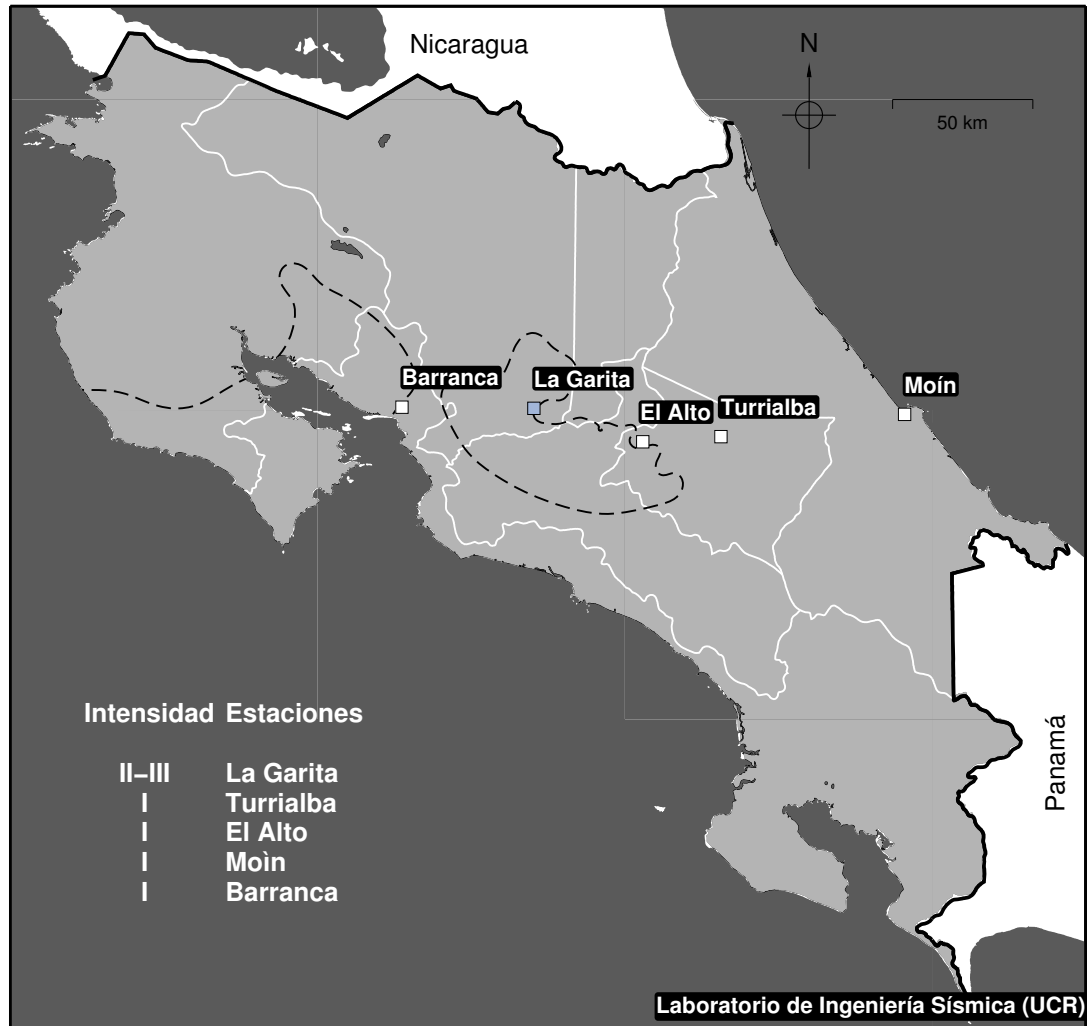 Nicaragua
N
50 km
Barranca
La Garita
Moín
El Alto
Turrialba
Intensidad Estaciones
II–III La Garita
I Turrialba
I El Alto
I Moìn
I Barranca
Panamá
Laboratorio de Ingeniería Sísmica (UCR)